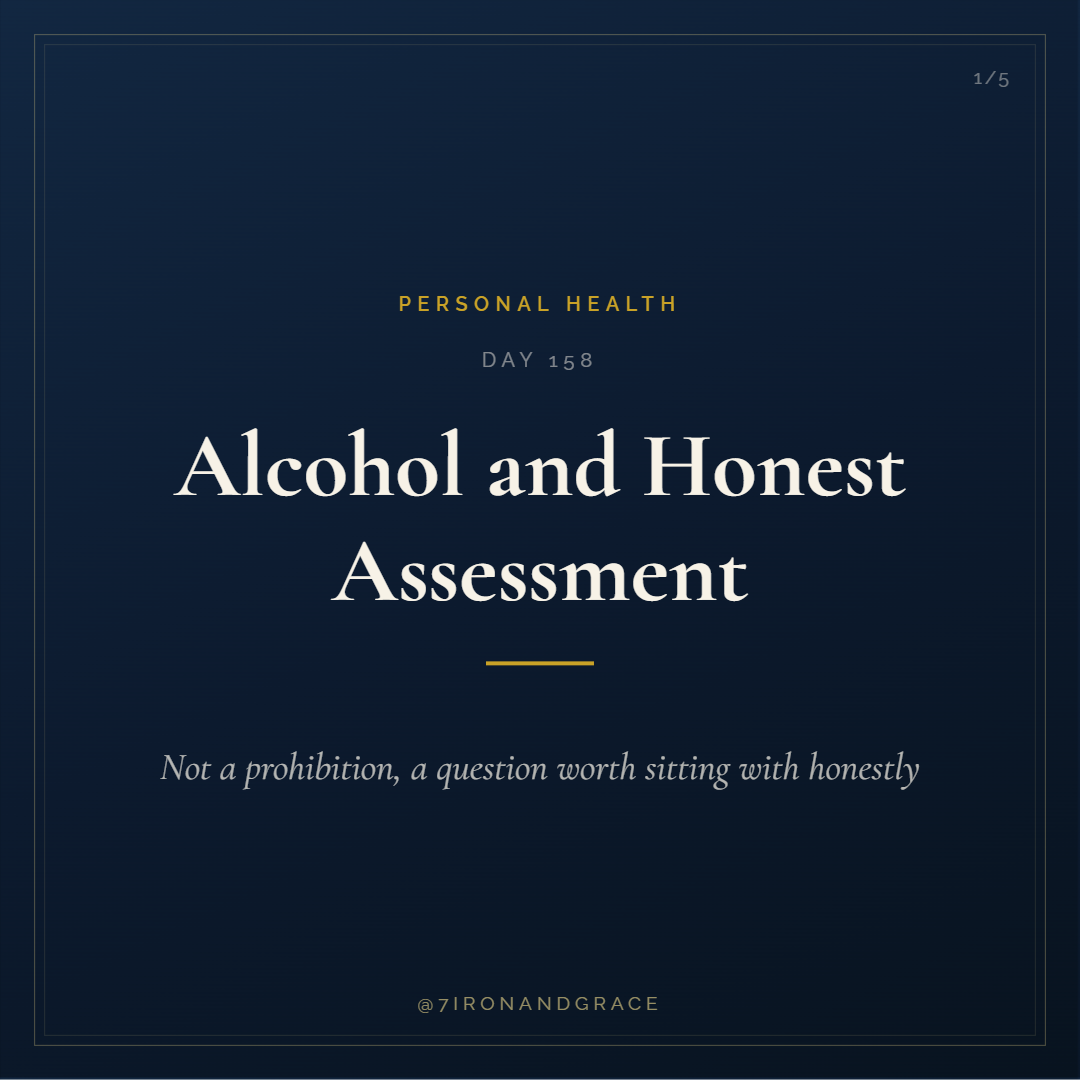 1/5
PERSONAL HEALTH
DAY 158
Alcohol and Honest
Assessment
Not a prohibition, a question worth sitting with honestly
@7IRONANDGRACE